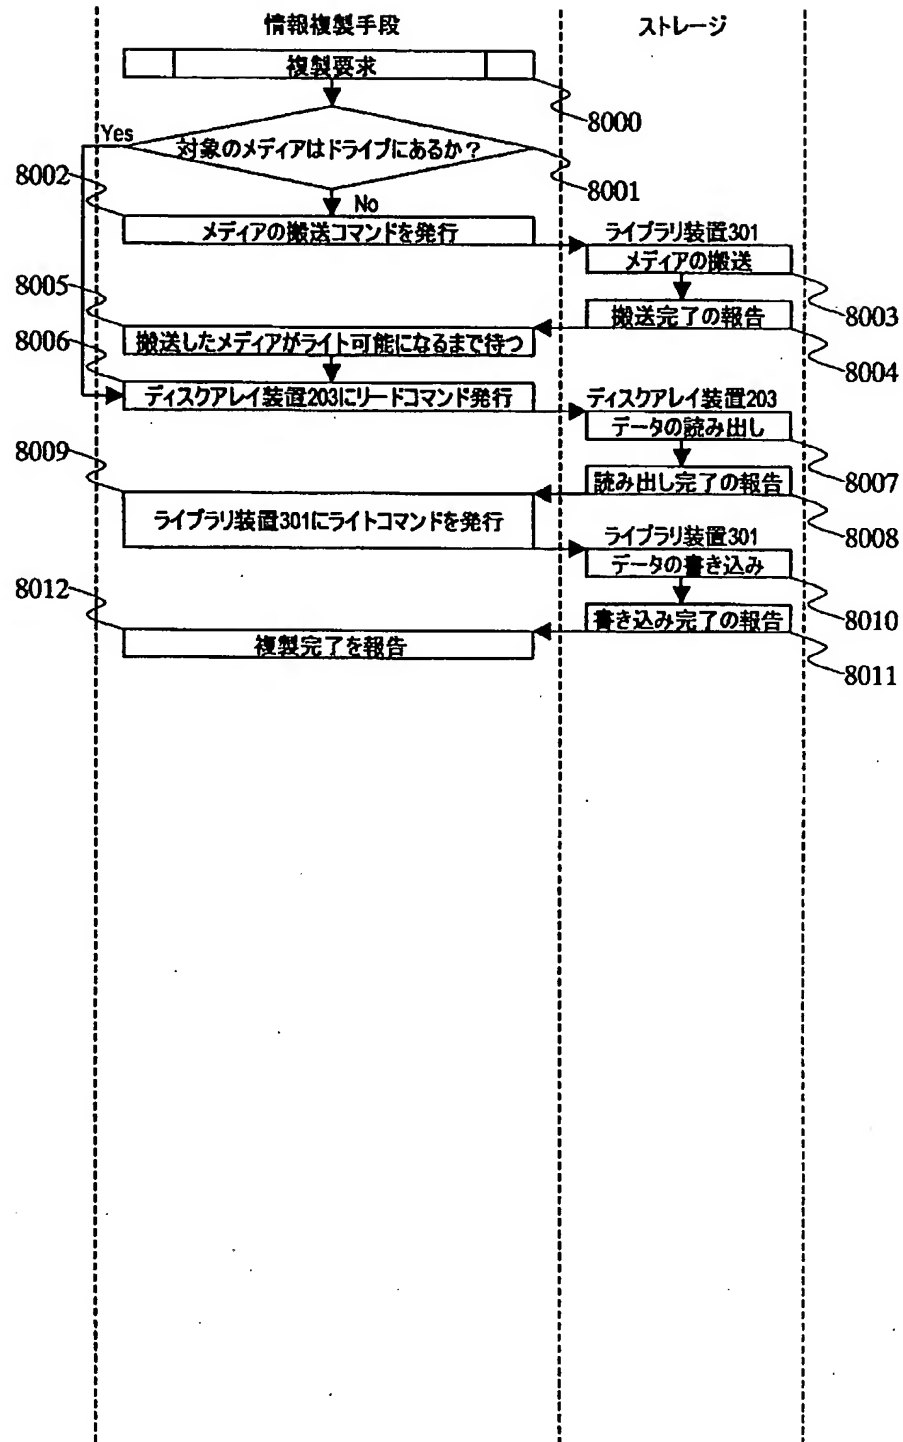 情報複製手段
ストレージ
複製要求
8000
Yes
対象のメディアはドライブにあるか？
8001
8002
No
メディアの搬送コマンドを発行
ライブラリ装置301
メディアの搬送
8003
8005
搬送完了の報告
8004
8006
搬送したメディアがライト可能になるまで待つ
ディスクアレイ装置203にリードコマンド発行
ディスクアレイ装置203
データの読み出し
8007
8009
読み出し完了の報告
8008
ライブラリ装置301にライトコマンドを発行
ライブラリ装置301
データの書き込み
8010
8012
書き込み完了の報告
8011
複製完了を報告